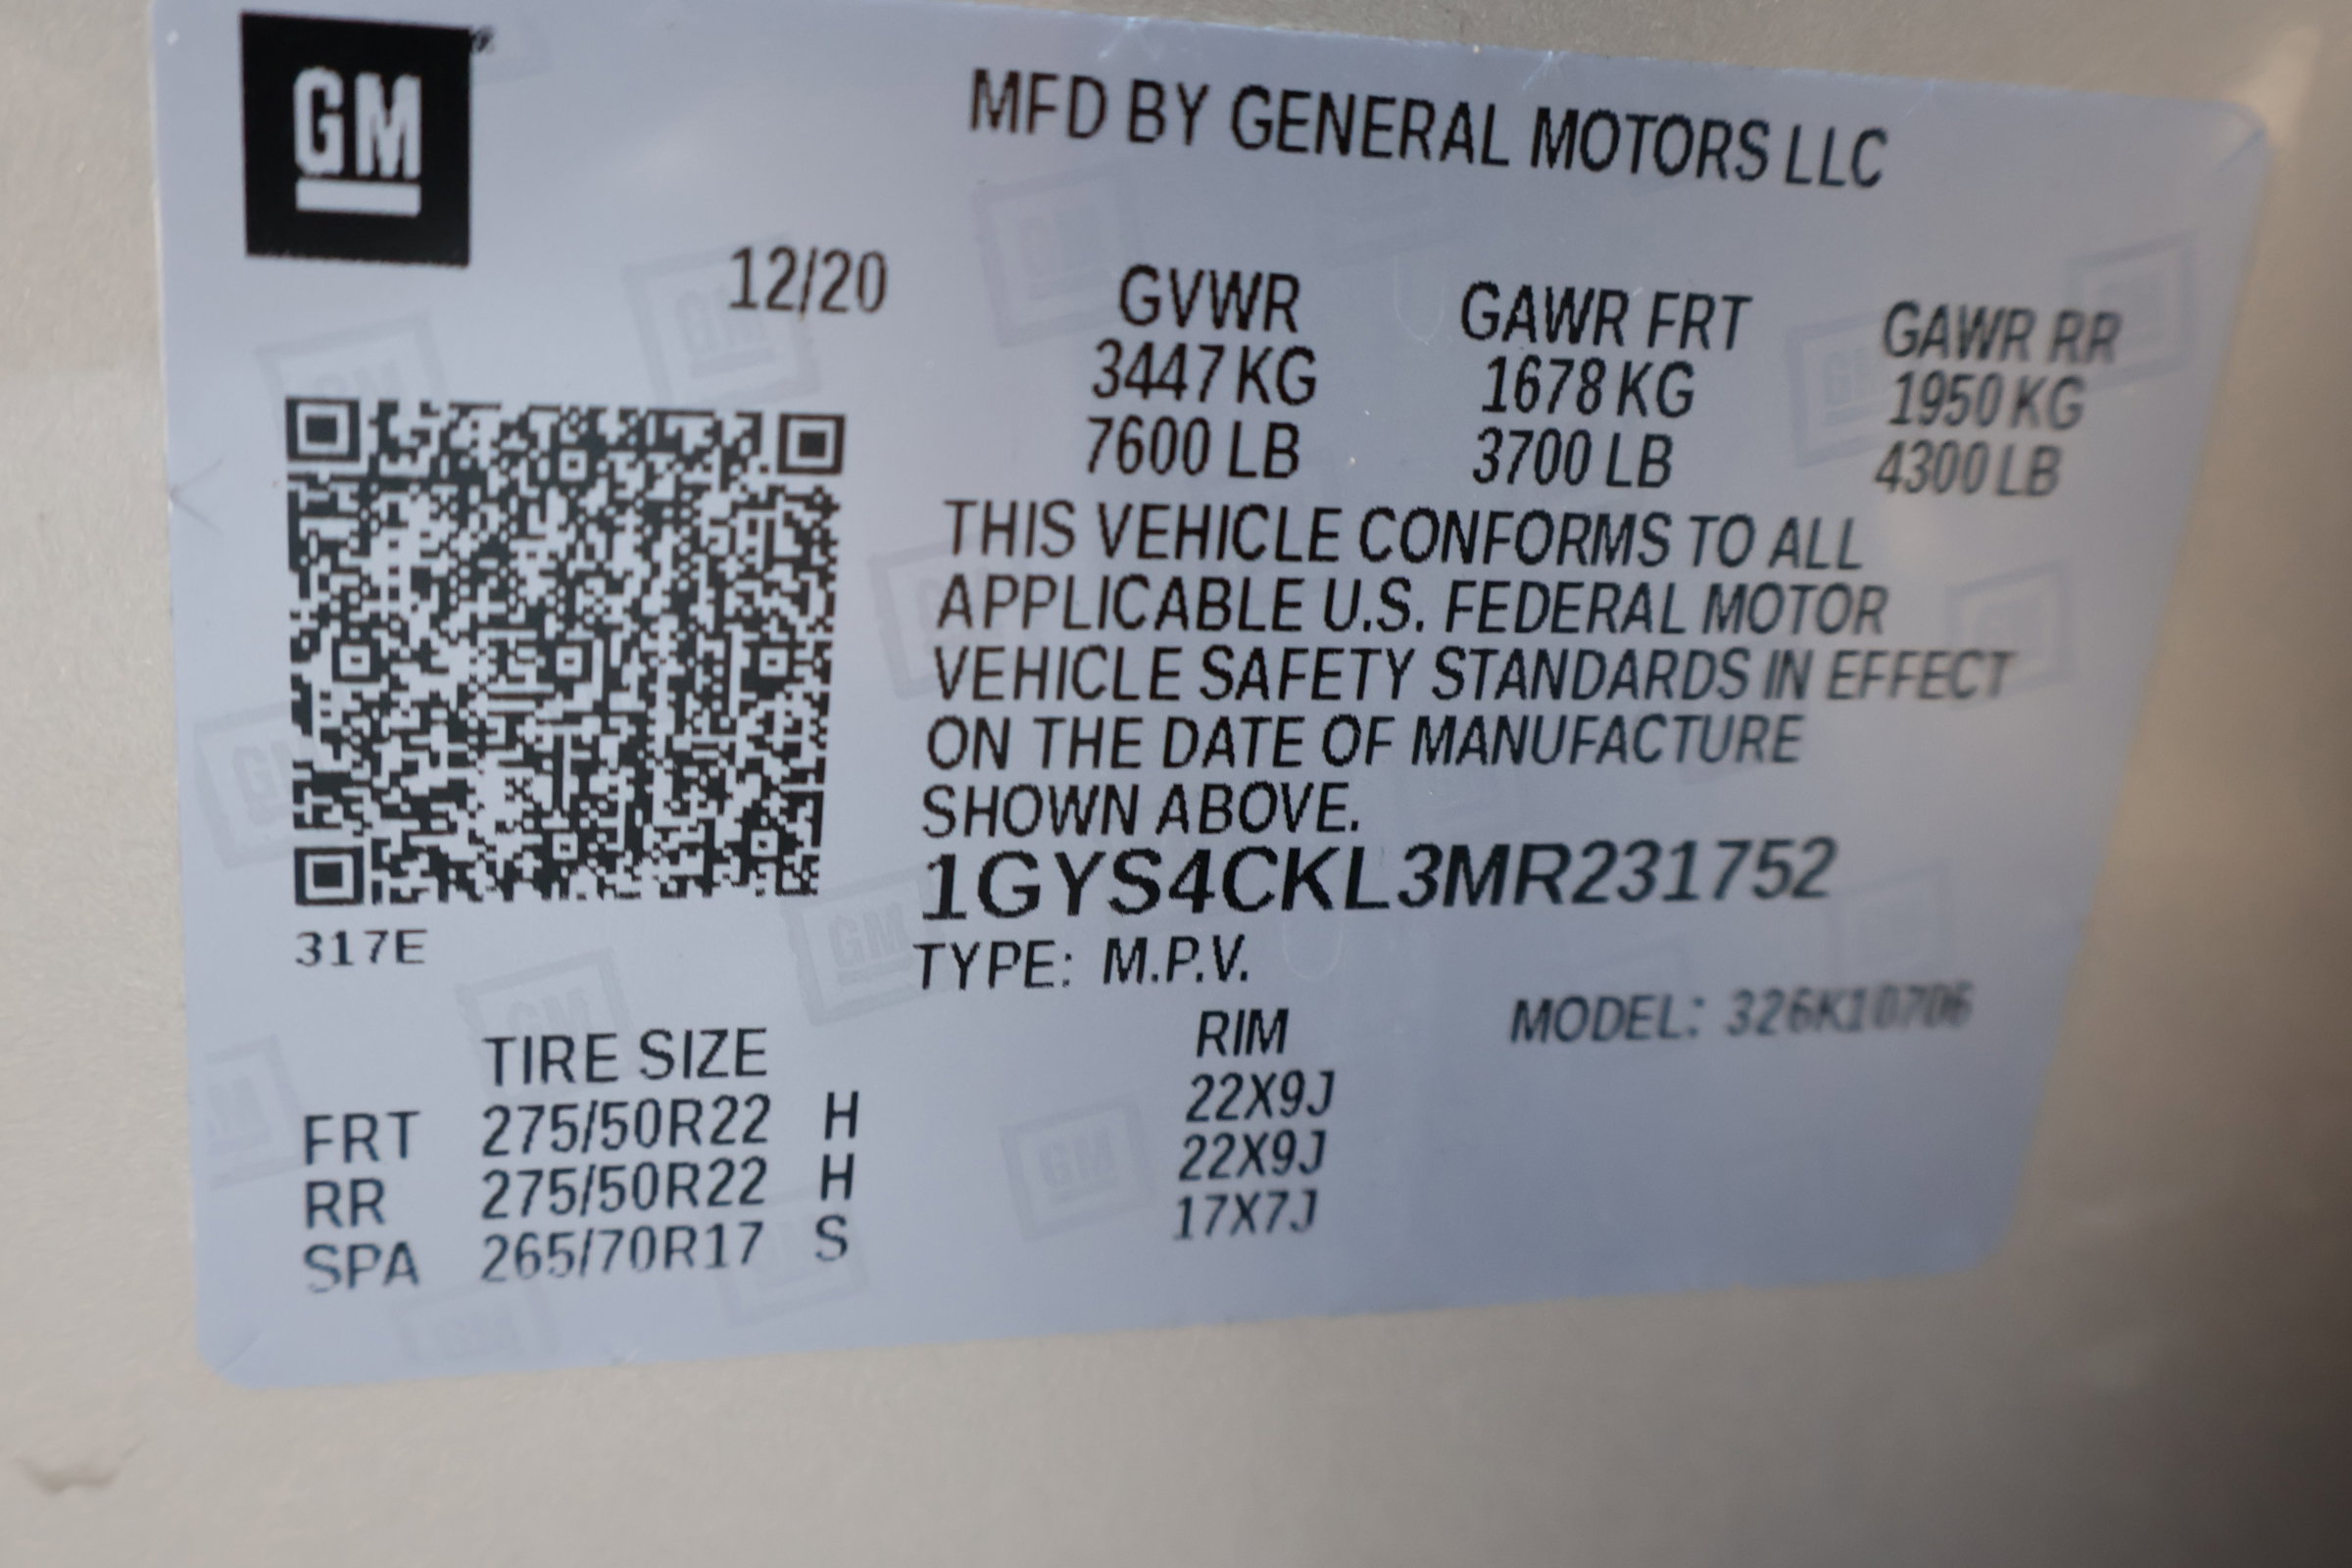 GM
MFD BY GENERAL MOTORS LLC
12/20
GVWR GAWR FRT GAWR RR
3447 KG 1678 KG 1950 KG
7600 LB 3700 LB 4300 LB
THIS VEHICLE CONFORMS TO ALL
APPLICABLE U.S. FEDERAL MOTOR
VEHICLE SAFETY STANDARDS IN EFFECT
ON THE DATE OF MANUFACTURE
SHOWN ABOVE.
1GYS4CKL3MR231752
317E
TYPE: M.P.V.
MODEL: 326K10706
TIRE SIZE RIM
FRT 275/50R22 H 22X9J
RR 275/50R22 H 22X9J
SPA 265/70R17 S 17X7J